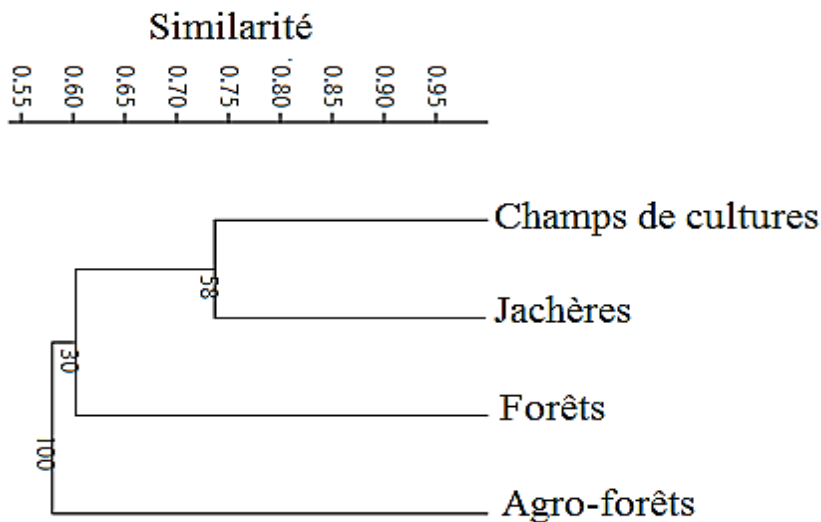 Similarité
0.55 0.60 0.65 0.70 0.75 0.80 0.85 0.90 0.95
Champs de cultures
58
Jachères
30
Forêts
100
Agro-forêts